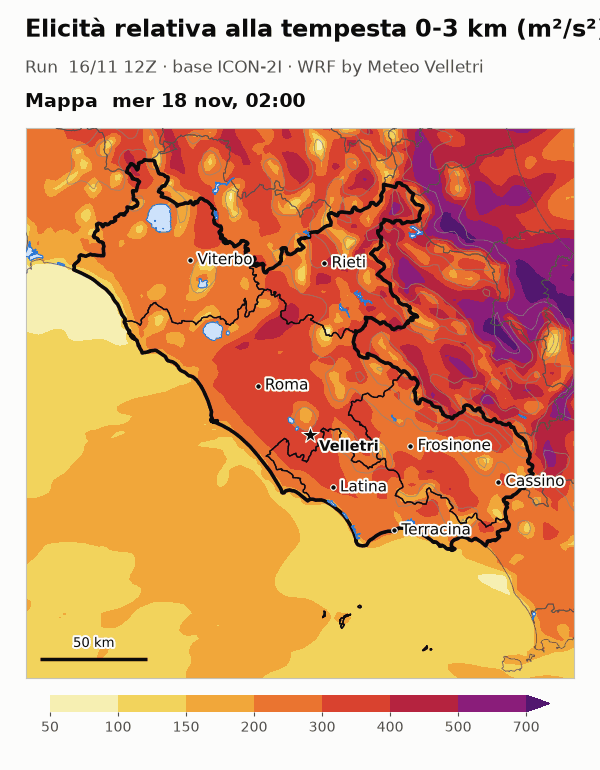 Elicità relativa alla tempesta 0-3 km (m²/s²)
Run 16/11 12Z · base ICON-2I · WRF by Meteo Velletri
Mappa mer 18 nov, 02:00
Viterbo
Rieti
Roma
Velletri
Frosinone
Latina
Cassino
Terracina
50 km
50 100 150 200 300 400 500 700